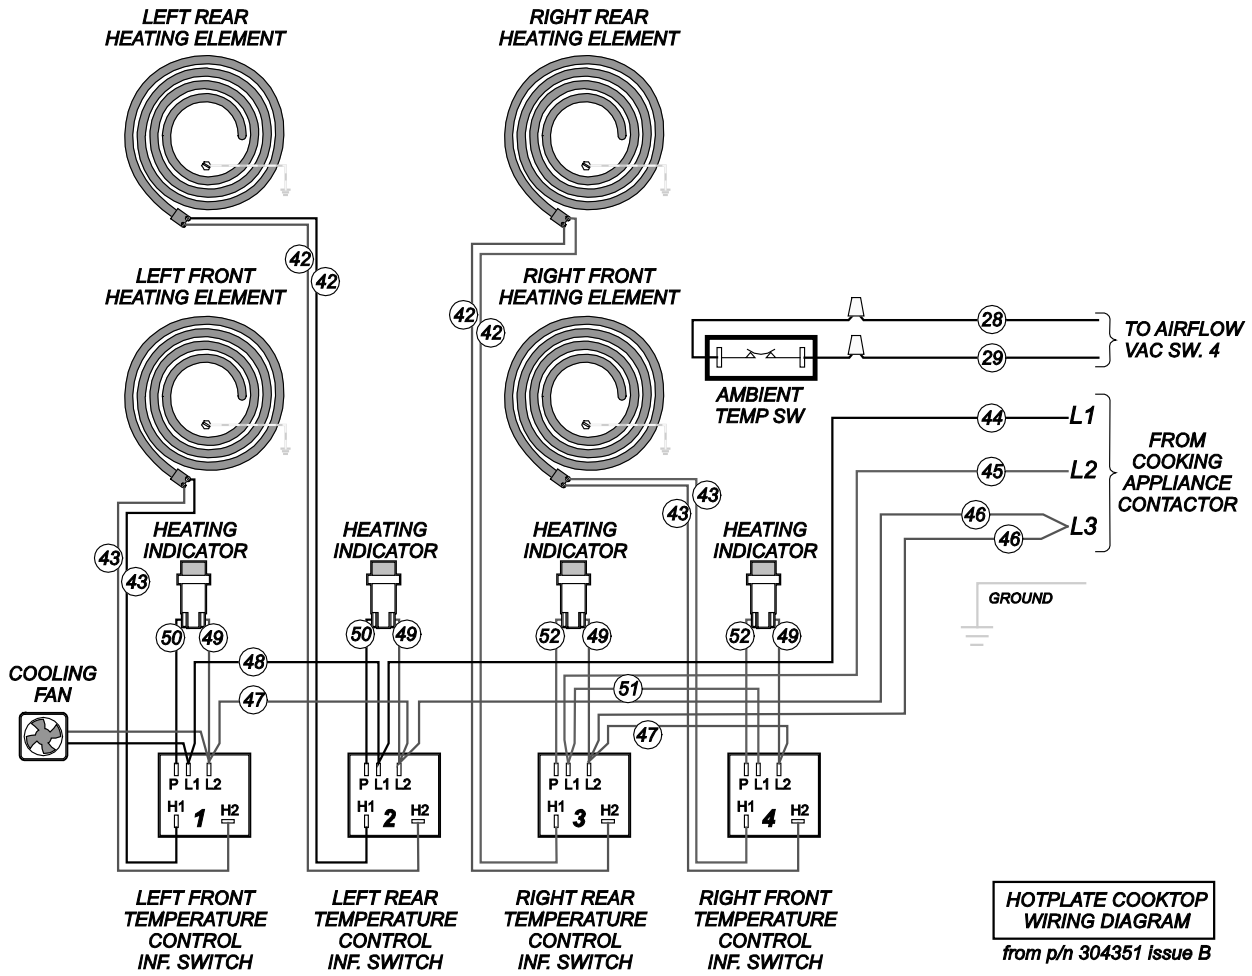 LEFT REAR
HEATING ELEMENT
RIGHT REAR
HEATING ELEMENT
42
42
LEFT FRONT
HEATING ELEMENT
RIGHT FRONT
HEATING ELEMENT
42
42
28
29
TO AIRFLOW
VAC SW. 4
AMBIENT
TEMP SW
44
L1
45
L2
46
46
L3
FROM
COOKING
APPLIANCE
CONTACTOR
43
43
43
43
HEATING
INDICATOR
HEATING
INDICATOR
HEATING
INDICATOR
HEATING
INDICATOR
GROUND
50
49
50
49
52
49
52
49
48
47
51
47
COOLING
FAN
P L1 L2
H1 1 H2
P L1 L2
H1 2 H2
P L1 L2
H1 3 H2
P L1 L2
H1 4 H2
LEFT FRONT
TEMPERATURE
CONTROL
INF. SWITCH
LEFT REAR
TEMPERATURE
CONTROL
INF. SWITCH
RIGHT REAR
TEMPERATURE
CONTROL
INF. SWITCH
RIGHT FRONT
TEMPERATURE
CONTROL
INF. SWITCH
HOTPLATE COOKTOP
WIRING DIAGRAM
from p/n 304351 issue B